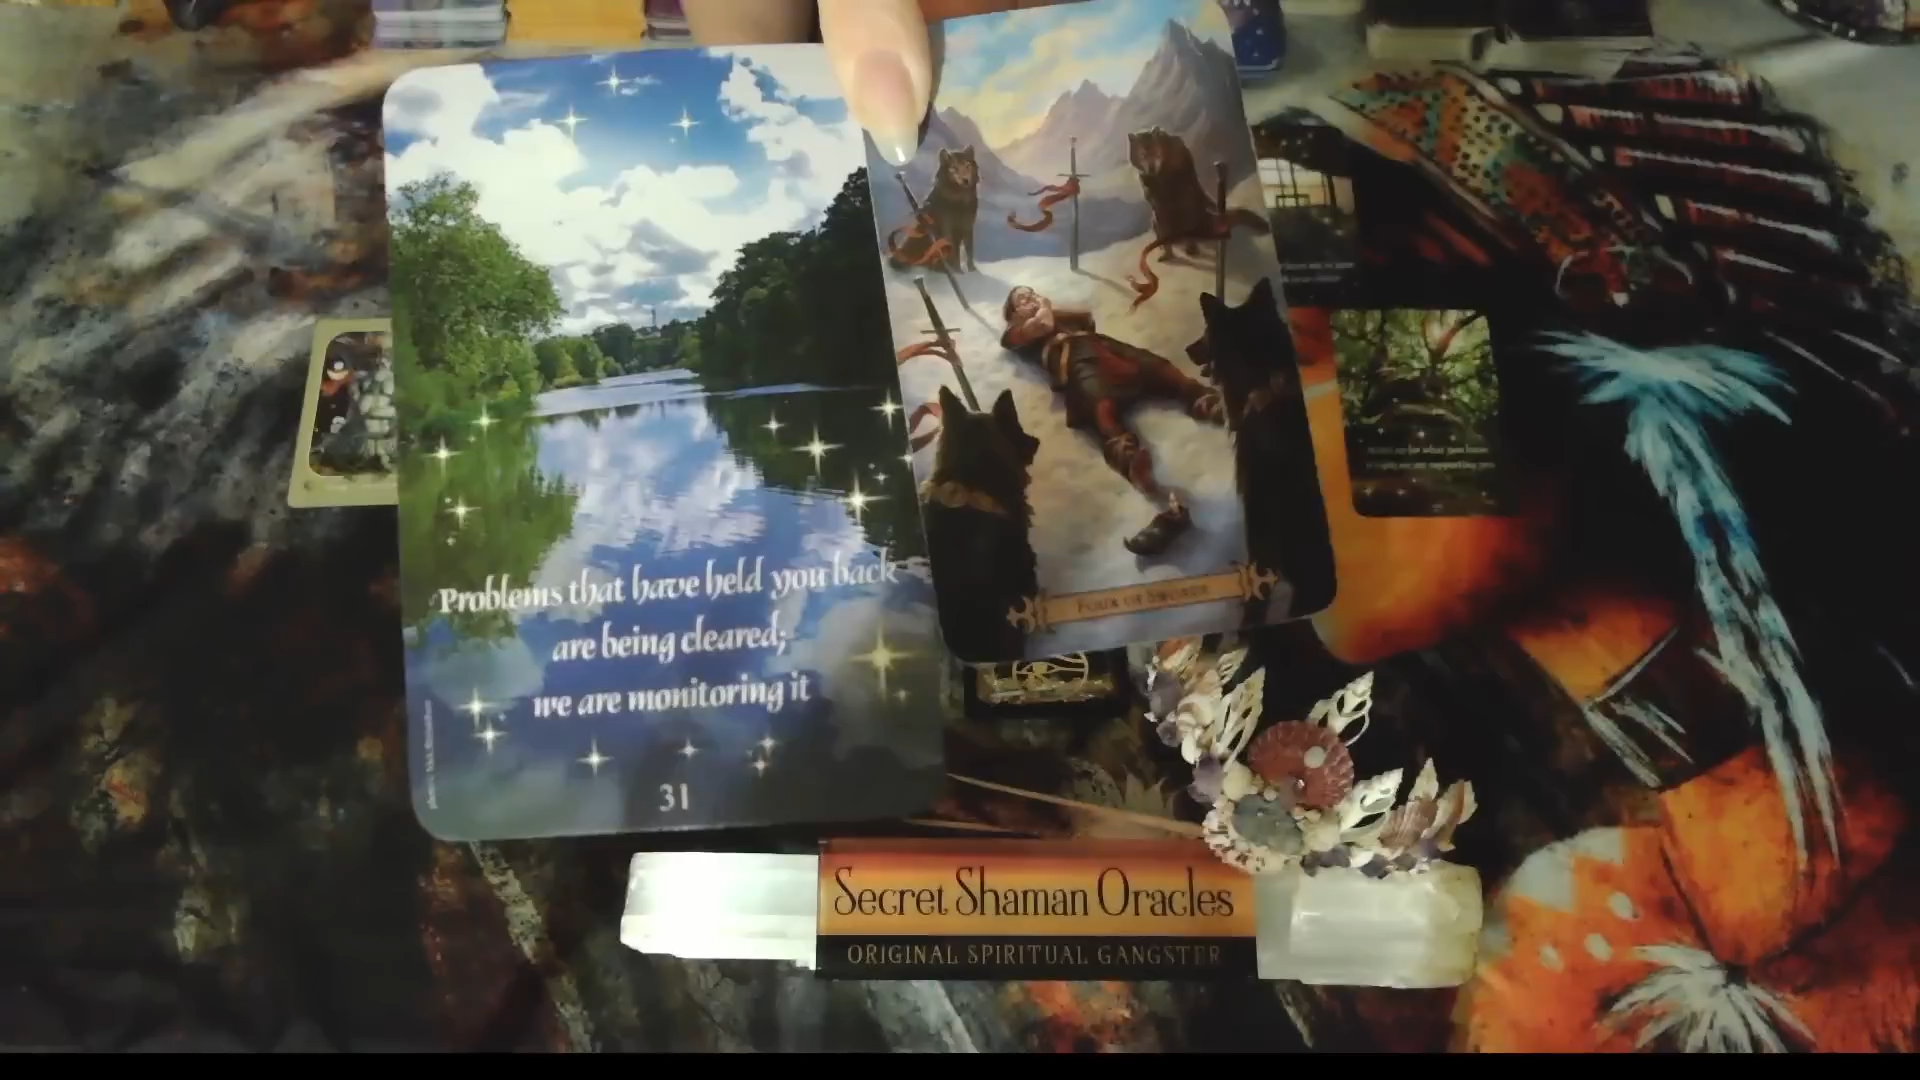 Problems that have held you back
are being cleared;
we are monitoring it
31
FOUR OF SWORDS
Secret Shaman Oracles
ORIGINAL SPIRITUAL GANGSTER